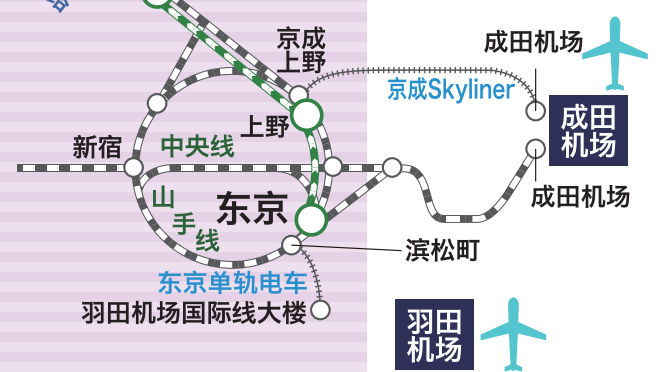 京成
上野
成田机场
京成Skyliner
成田
机场
上野
新宿
中央线
成田机场
山
手
线
东京
滨松町
东京单轨电车
羽田机场国际线大楼
羽田
机场